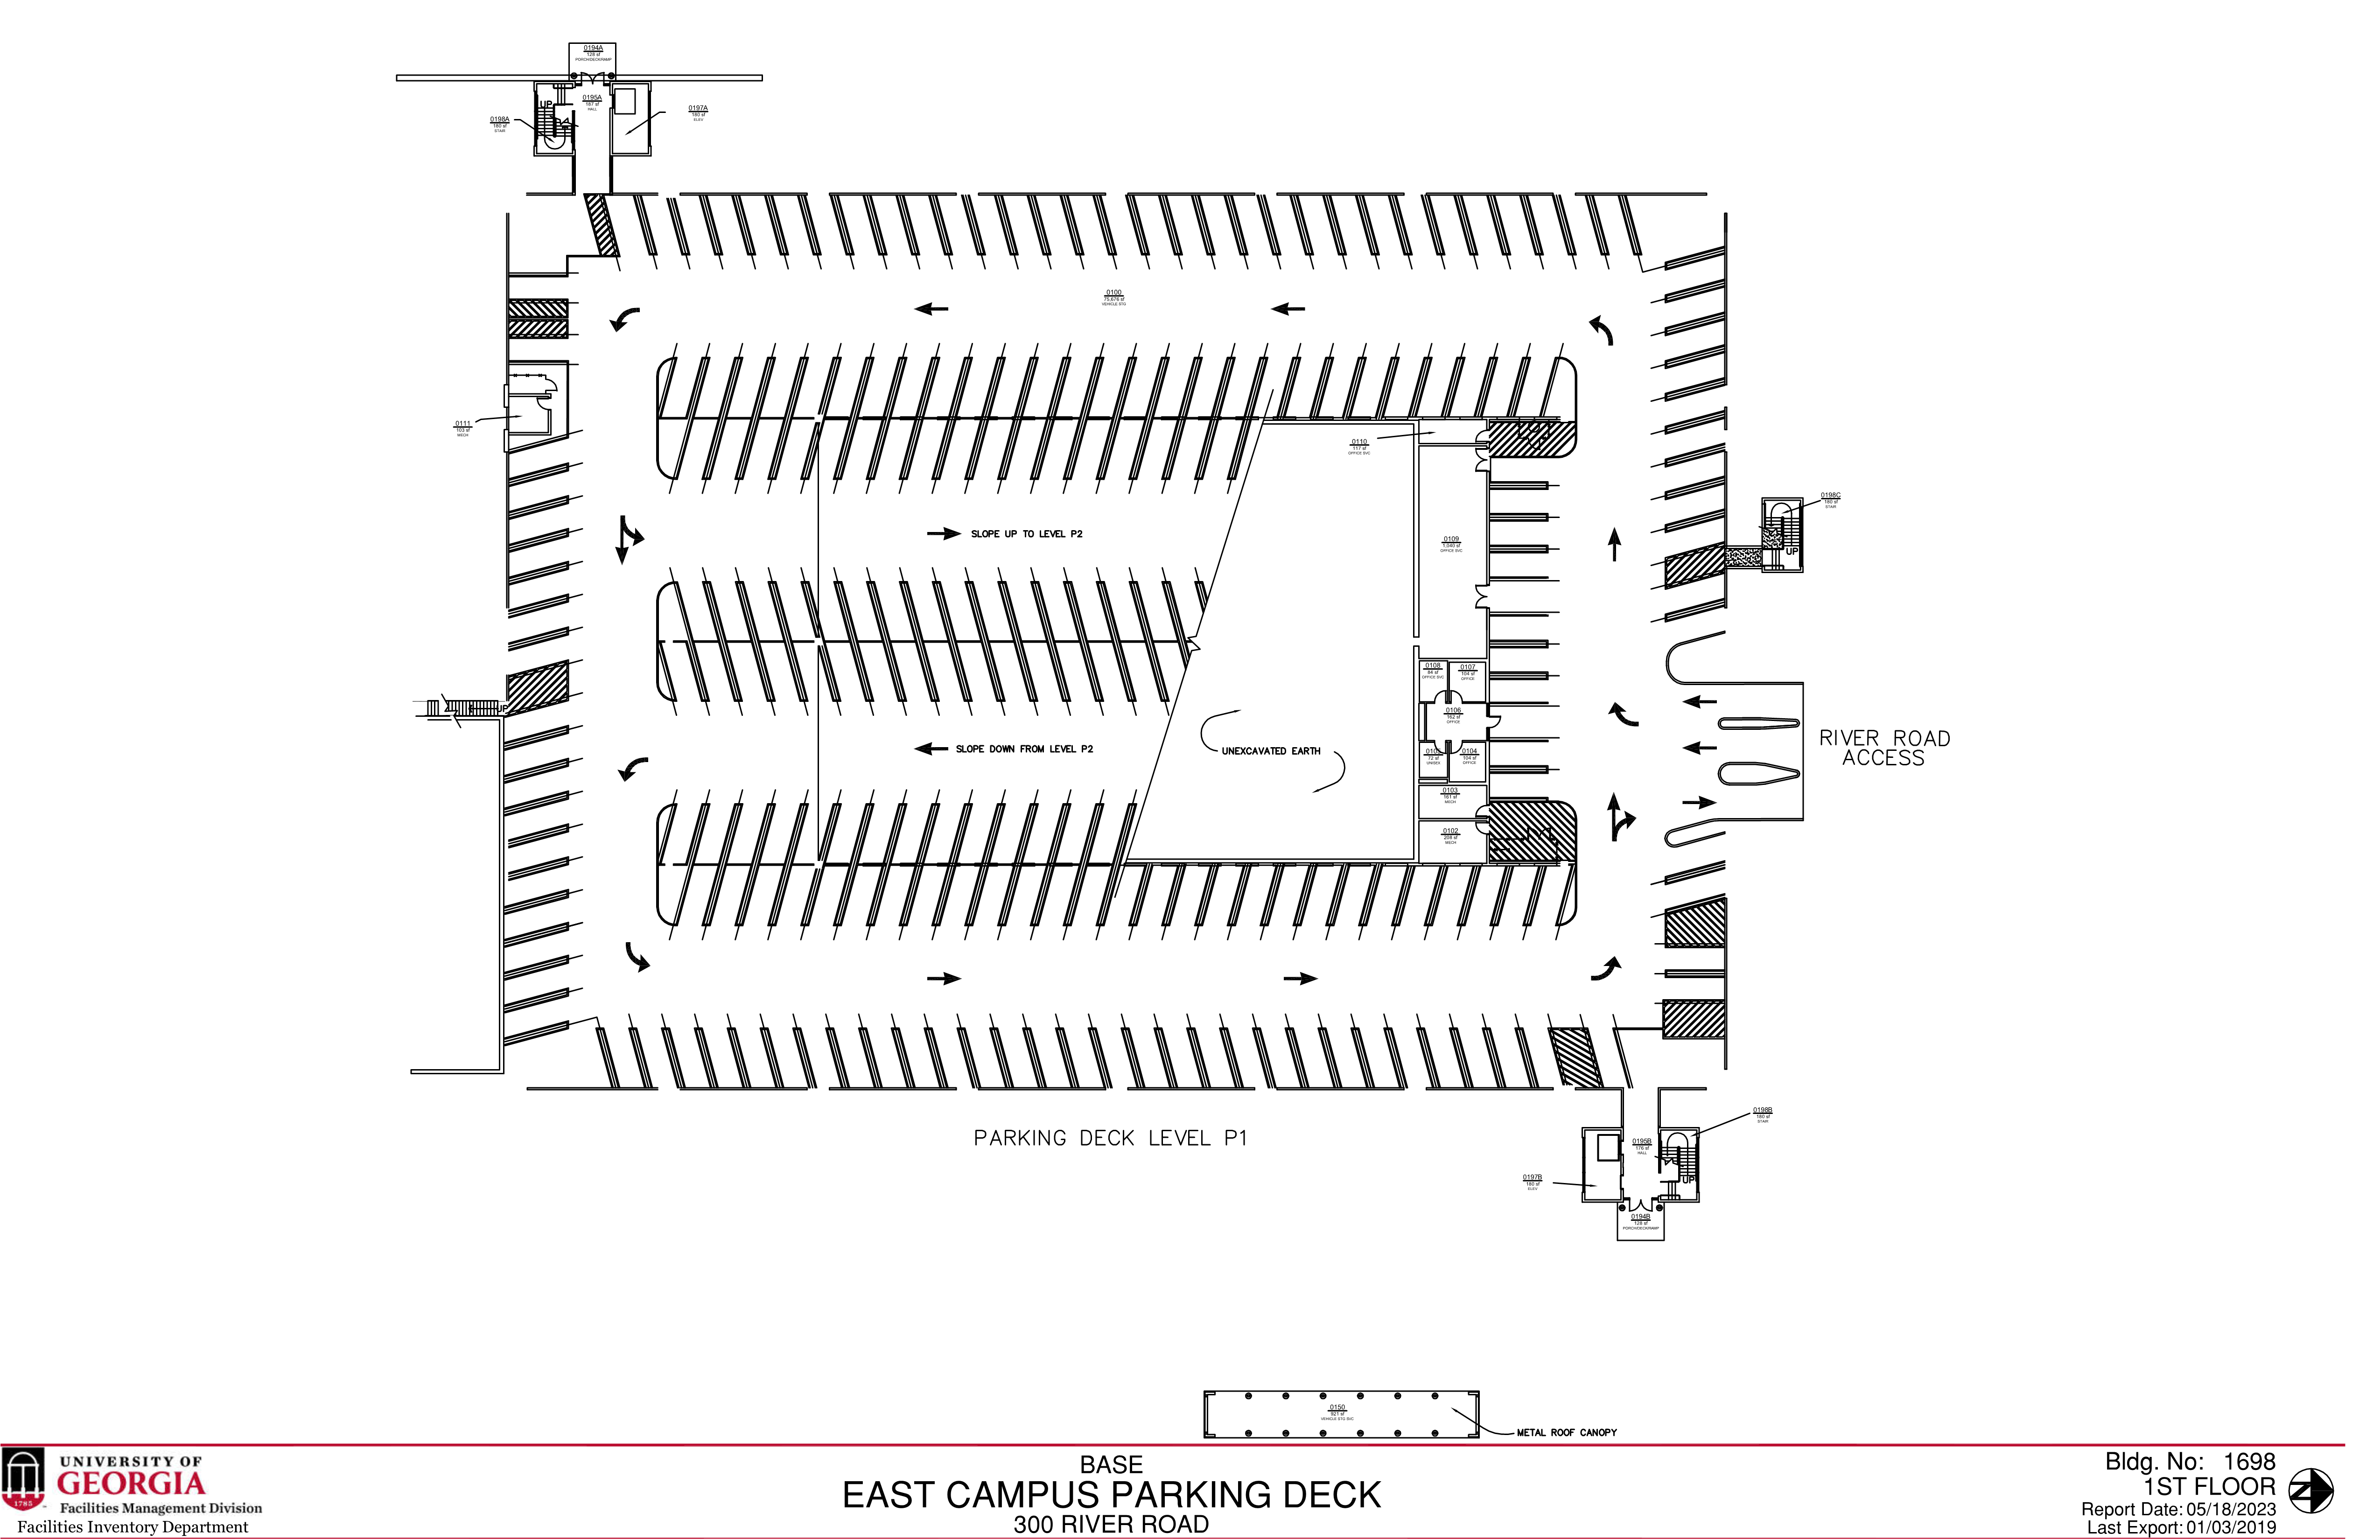 0194A
128 sf
PORCH/DECK/RAMP
UP
0195A
167 sf
HALL
0197A
180 sf
ELEV
0198A
180 sf
STAIR
0100
75,676 sf
VEHICLE STG
0111
103 sf
MECH
0110
117 sf
OFFICE SVC
0198C
180 sf
STAIR
UP
SLOPE UP TO LEVEL P2
0109
1,040 sf
OFFICE SVC
0108
84 sf
OFFICE SVC
0107
104 sf
OFFICE
UP
0106
162 sf
OFFICE
SLOPE DOWN FROM LEVEL P2
UNEXCAVATED EARTH
72 sf
UNISEX
0104
104 sf
OFFICE
RIVER ROAD
ACCESS
0103
161 sf
MECH
0102
208 sf
MECH
PARKING DECK LEVEL P1
0198B
180 sf
STAIR
0195B
176 sf
HALL
0197B
180 sf
ELEV
UP
0194B
128 sf
PORCH/DECK/RAMP
0150
921 sf
VEHICLE STG SVC
METAL ROOF CANOPY
1785
UNIVERSITY OF
GEORGIA
Facilities Management Division
Facilities Inventory Department
BASE
EAST CAMPUS PARKING DECK
300 RIVER ROAD
Bldg. No: 1698
1ST FLOOR
Report Date: 05/18/2023
Last Export: 01/03/2019
Z